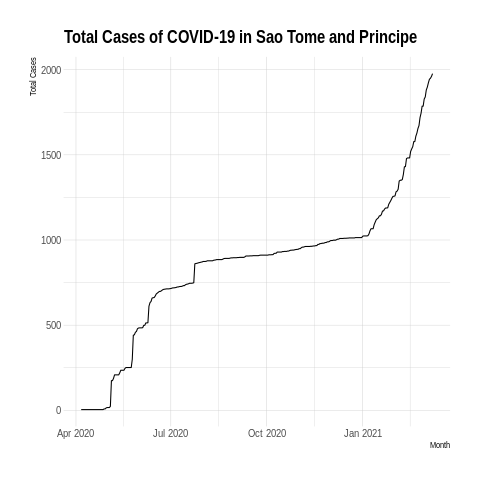 Total Cases of COVID-19 in Sao Tome and Principe
Total Cases
2000
1500
1000
500
0
Apr 2020 Jul 2020 Oct 2020 Jan 2021
Month